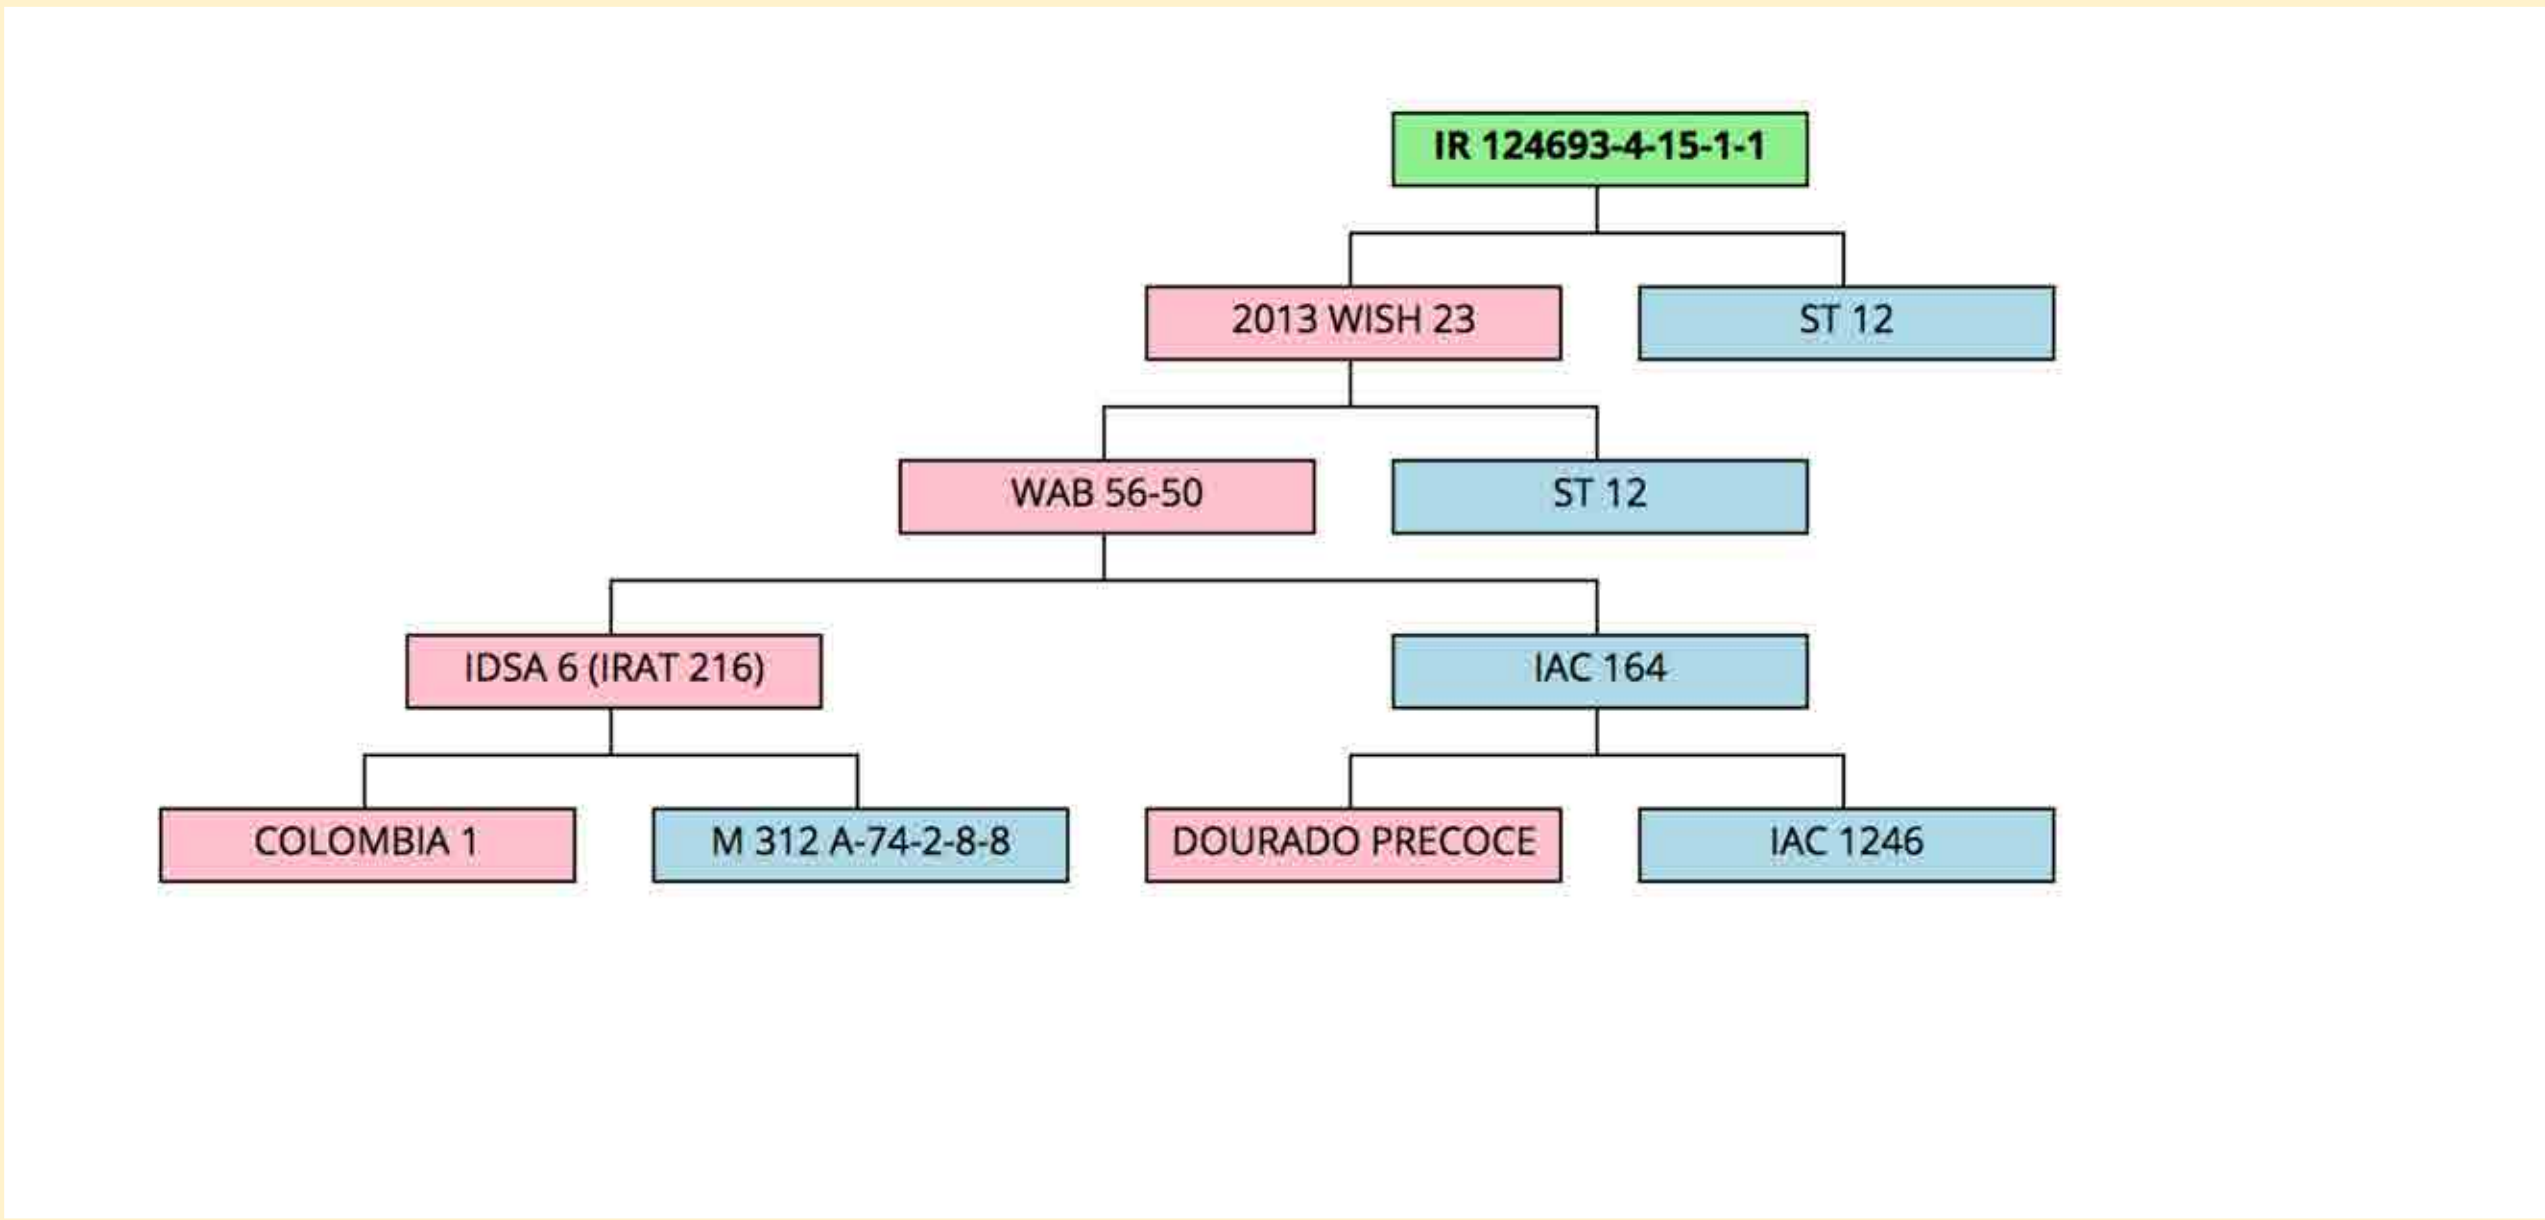 IR 124693-4-15-1-1
2013 WISH 23
ST 12
WAB 56-50
ST 12
IDSA 6 (IRAT 216)
IAC 164
COLOMBIA 1
M 312 A-74-2-8-8
DOURADO PRECOCE
IAC 1246